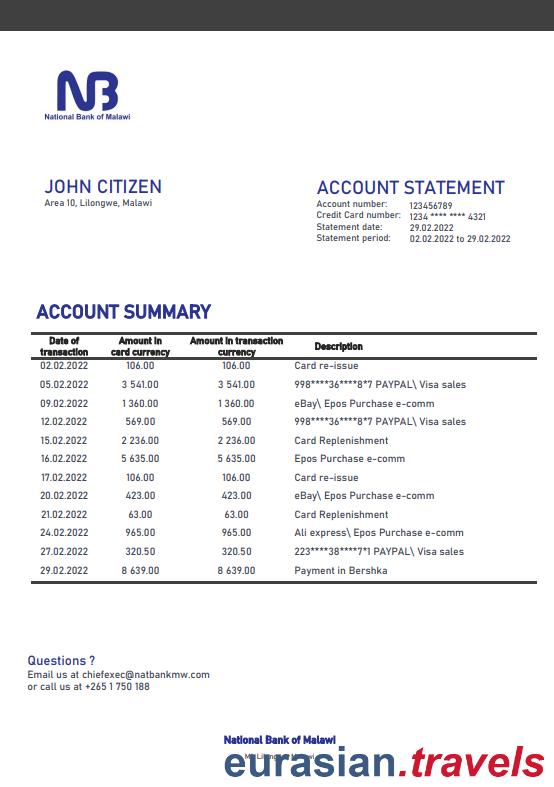 NB
National Bank of Malawi
JOHN CITIZEN
Area 10, Lilongwe, Malawi
ACCOUNT STATEMENT
Account number: 123456789
Credit Card number: 1234 **** **** 4321
Statement date: 29.02.2022
Statement period: 02.02.2022 to 29.02.2022
ACCOUNT SUMMARY
Date of transaction Amount in card currency Amount in transaction currency Description
02.02.2022 106.00 106.00 Card re-issue
05.02.2022 3 541.00 3 541.00 998****36****8*7 PAYPAL\ Visa sales
09.02.2022 1 360.00 1 360.00 eBay\ Epos Purchase e-comm
12.02.2022 569.00 569.00 998****36****8*7 PAYPAL\ Visa sales
15.02.2022 2 236.00 2 236.00 Card Replenishment
16.02.2022 5 635.00 5 635.00 Epos Purchase e-comm
17.02.2022 106.00 106.00 Card re-issue
20.02.2022 423.00 423.00 eBay\ Epos Purchase e-comm
21.02.2022 63.00 63.00 Card Replenishment
24.02.2022 965.00 965.00 Ali express\ Epos Purchase e-comm
27.02.2022 320.50 320.50 223****38****7*1 PAYPAL\ Visa sales
29.02.2022 8 639.00 8 639.00 Payment in Bershka
Questions ?
Email us at chiefexec@natbankmw.com
or call us at +265 1 750 188
National Bank of Malawi
eurasian.travels